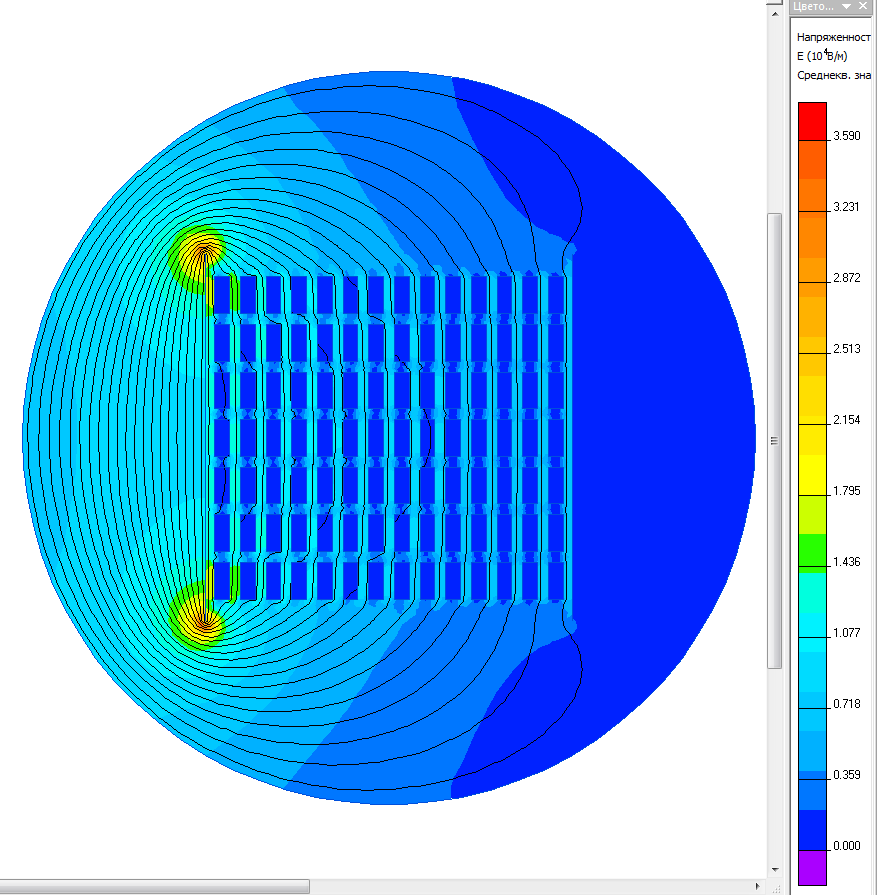 Цвето...
Напряженност
E (10⁴В/м)
Среднекв. зна
3.590
3.231
2.872
2.513
2.154
1.795
1.436
1.077
0.718
0.359
0.000